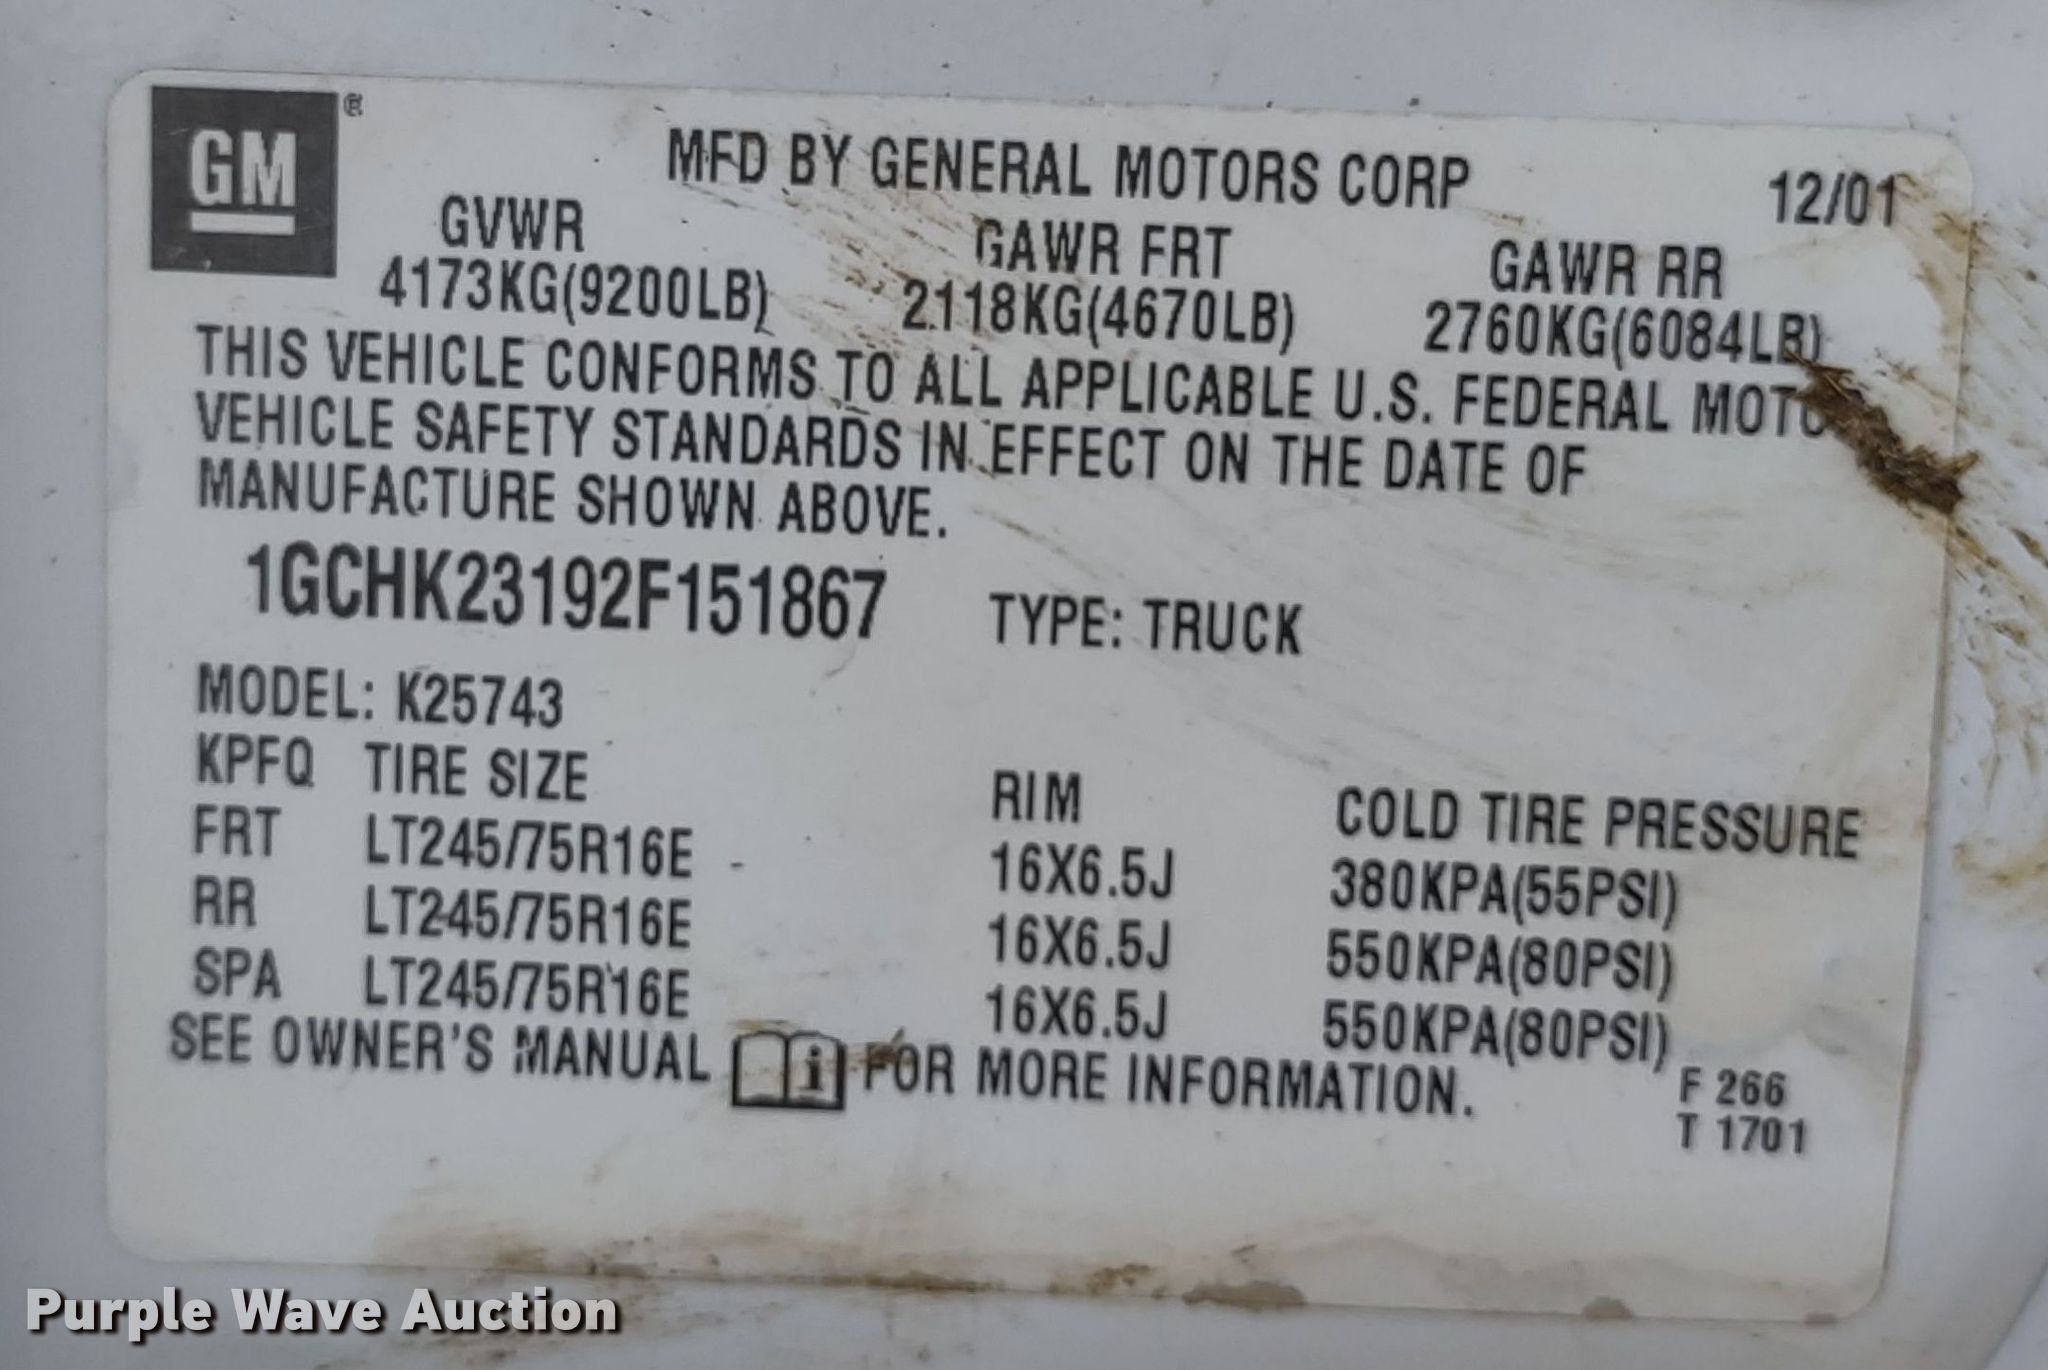 GM ®
MFD BY GENERAL MOTORS CORP 12/01
GVWR GAWR FRT GAWR RR
4173KG(9200LB) 2118KG(4670LB) 2760KG(6084LB)
THIS VEHICLE CONFORMS TO ALL APPLICABLE U.S. FEDERAL MOTO
VEHICLE SAFETY STANDARDS IN EFFECT ON THE DATE OF
MANUFACTURE SHOWN ABOVE.
1GCHK23192F151867 TYPE: TRUCK
MODEL: K25743
KPFQ TIRE SIZE RIM COLD TIRE PRESSURE
FRT LT245/75R16E 16X6.5J 380KPA(55PSI)
RR LT245/75R16E 16X6.5J 550KPA(80PSI)
SPA LT245/75R16E 16X6.5J 550KPA(80PSI)
SEE OWNER'S MANUAL i FOR MORE INFORMATION.
F 266
T 1701
Purple Wave Auction